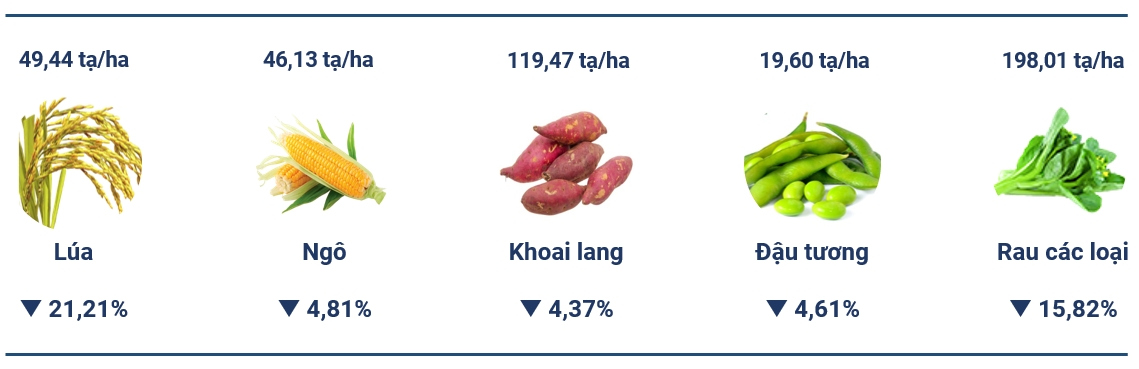 49,44 tạ/ha
46,13 tạ/ha
119,47 tạ/ha
19,60 tạ/ha
198,01 tạ/ha
Lúa
Ngô
Khoai lang
Đậu tương
Rau các loại
▼ 21,21%
▼ 4,81%
▼ 4,37%
▼ 4,61%
▼ 15,82%